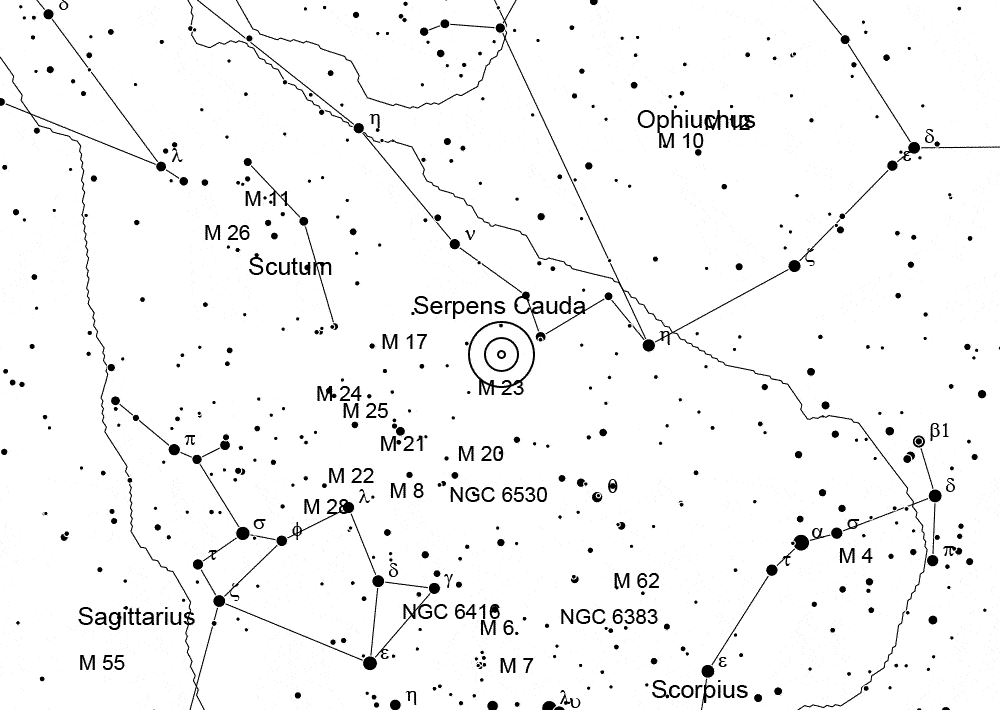 δ
η
Ophiuchus
M 12
M 10
δ
ε
λ
M 11
M 26
ν
Scutum
ζ
Serpens Cauda
M 17
η
M 23
M 24
M 25
β1
π
M 21
M 20
M 22
λ
M 8
NGC 6530
θ
δ
M 28
σ
φ
α
σ
τ
τ
M 4
π
δ
γ
M 62
ζ
Sagittarius
NGC 6416
NGC 6383
M 6
ε
M 55
M 7
ε
Scorpius
η
λ
υ